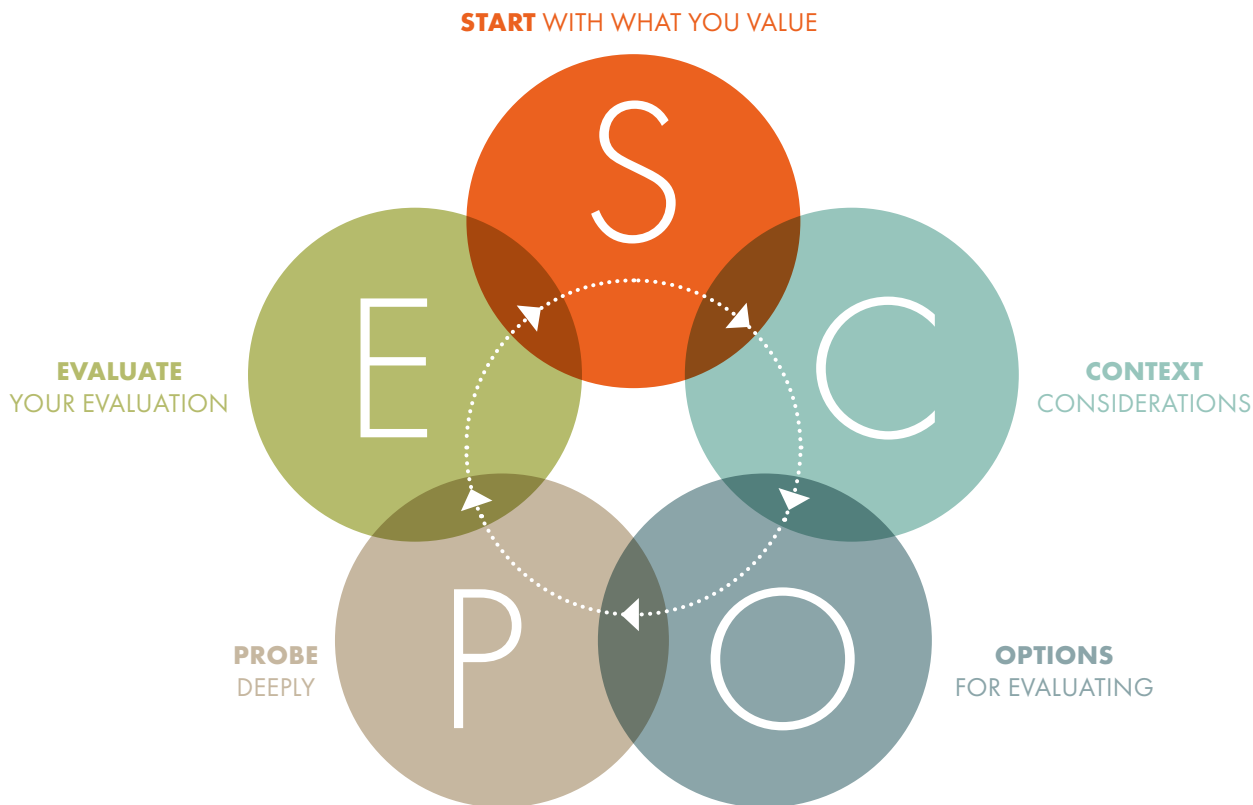 START WITH WHAT YOU VALUE
S
C
CONTEXT
CONSIDERATIONS
O
OPTIONS
FOR EVALUATING
P
PROBE
DEEPLY
E
EVALUATE
YOUR EVALUATION